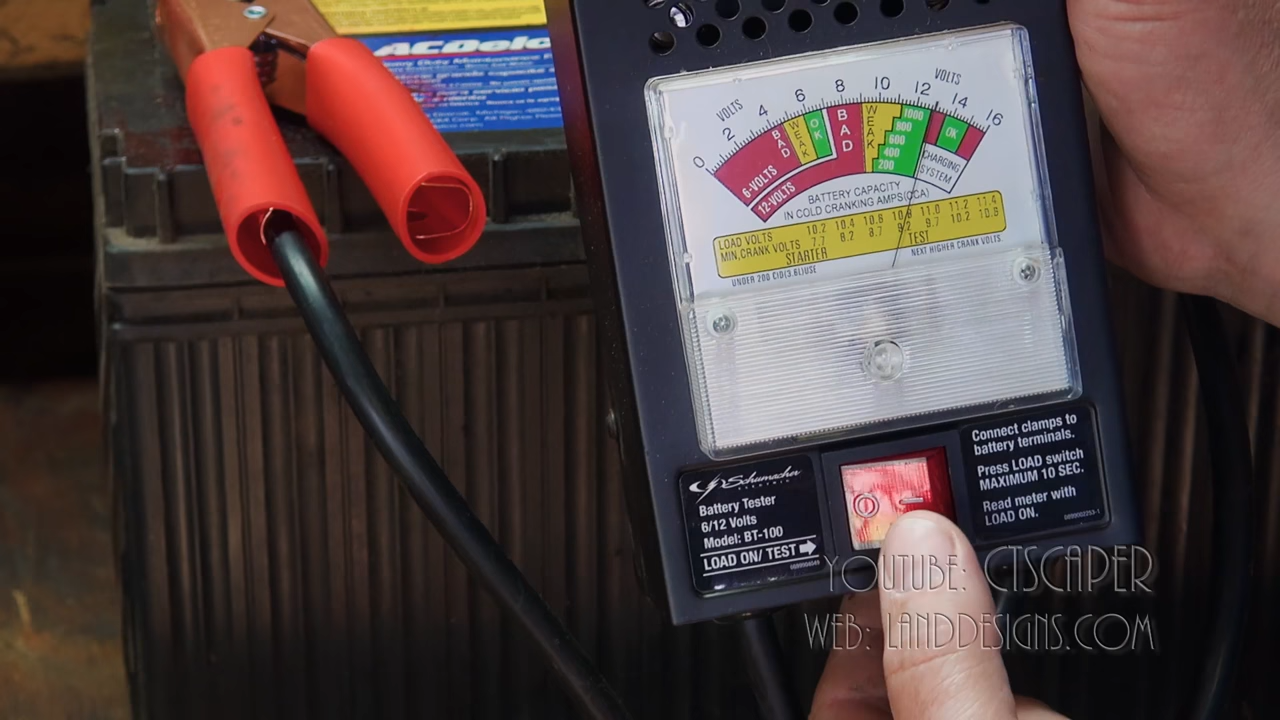 ACDelco
VOLTS
VOLTS
0 2 4 6 8 10 12 14 16
BAD
WEAK
OK
BAD
WEAK
1000
800
600
400
200
OK
CHARGING
SYSTEM
6-VOLTS
12-VOLTS
BATTERY CAPACITY
IN COLD CRANKING AMPS(CCA)
LOAD VOLTS 10.2 10.4 10.6 10.8 11.0 11.2 11.4
MIN,CRANK VOLTS 7.7 8.2 8.7 9.2 9.7 10.2 10.8
STARTER TEST
UNDER 200 CID(3.6L)USE NEXT HIGHER CRANK VOLTS.
Schumacher
ELECTRIC
Battery Tester
6/12 Volts
Model: BT-100
LOAD ON/ TEST
Connect clamps to
battery terminals.
Press LOAD switch
MAXIMUM 10 SEC.
Read meter with
LOAD ON.
YOUTUBE: CTSCAPER
WEB: LANDDESIGNS.COM